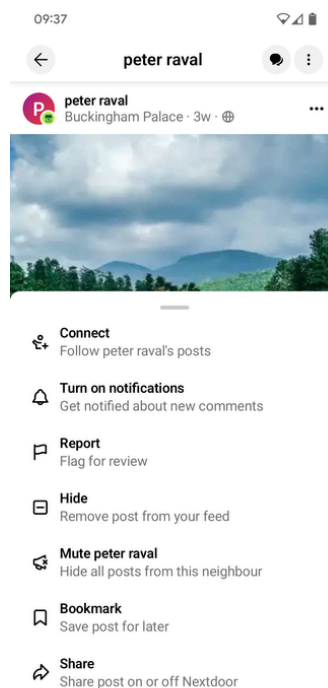 09:37
peter raval
P
peter raval
Buckingham Palace · 3w ·
Connect
Follow peter raval's posts
Turn on notifications
Get notified about new comments
Report
Flag for review
Hide
Remove post from your feed
Mute peter raval
Hide all posts from this neighbour
Bookmark
Save post for later
Share
Share post on or off Nextdoor